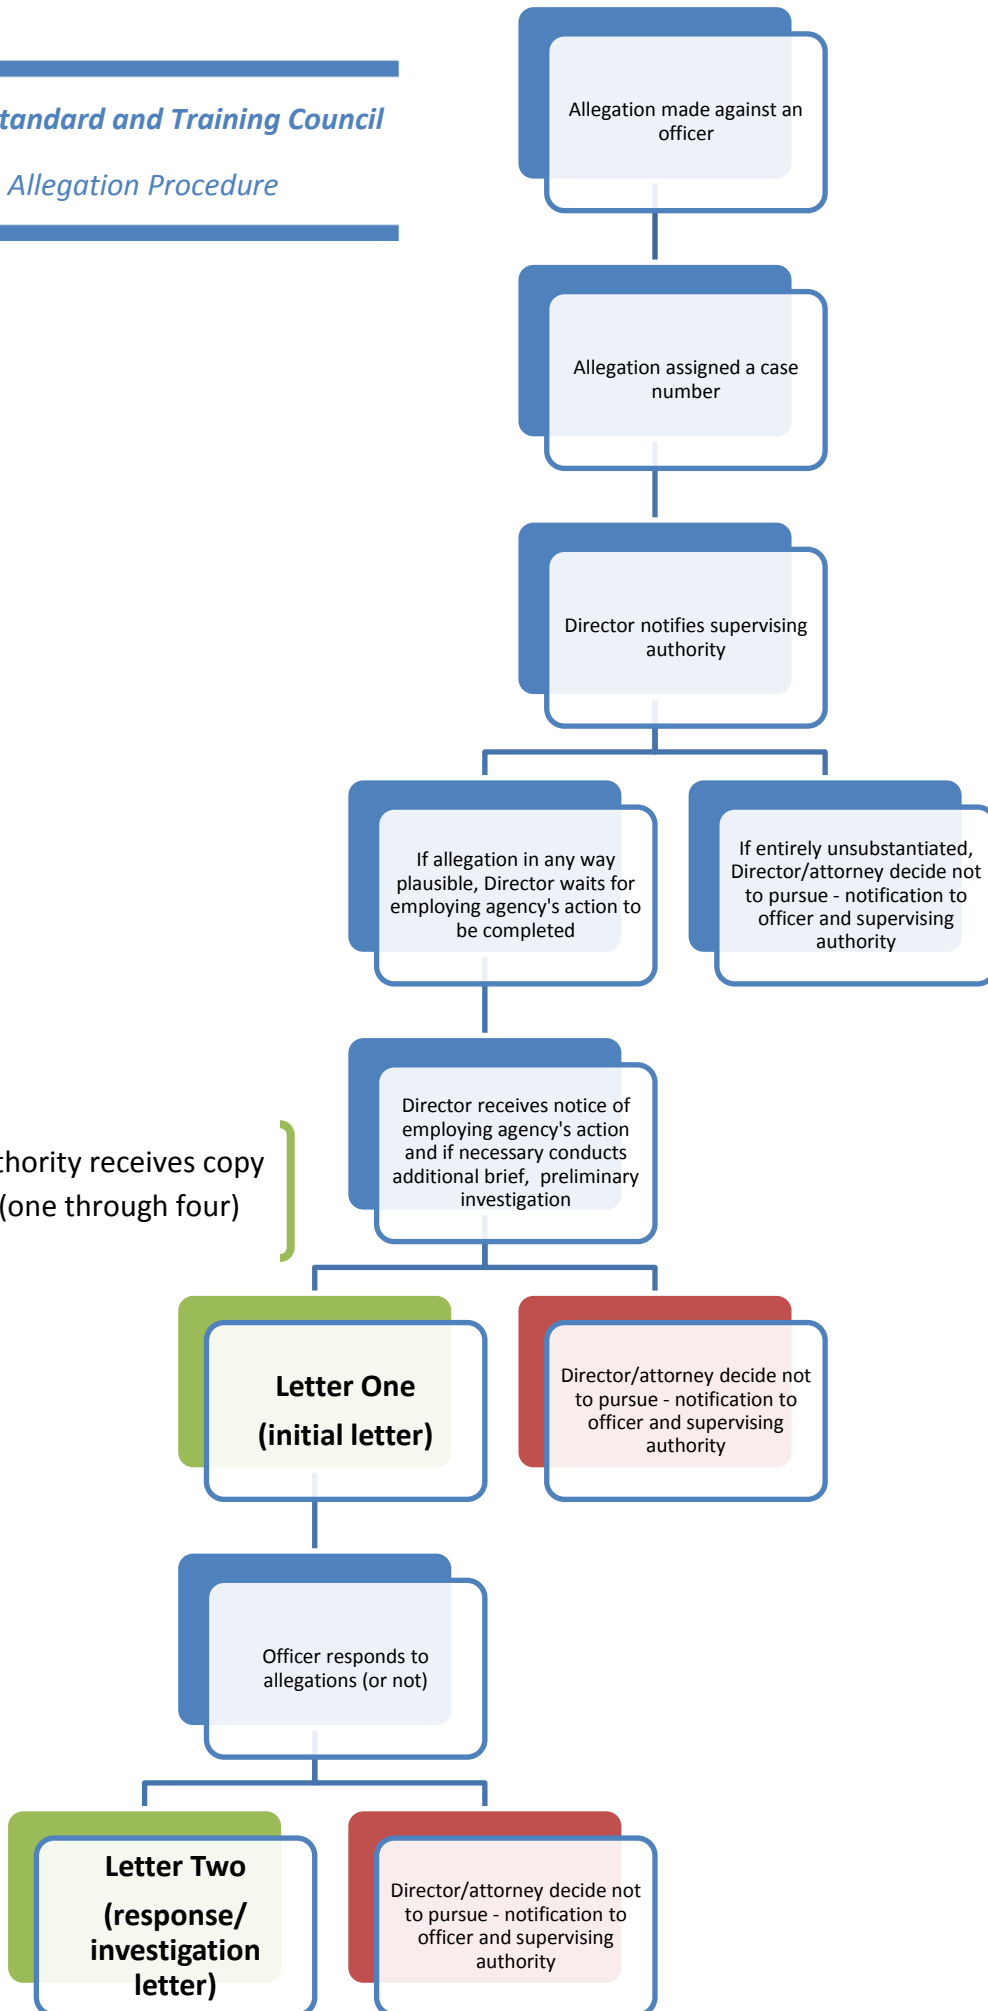 tandard and Training Council
Allegation Procedure
Allegation made against an
officer
Allegation assigned a case
number
Director notifies supervising
authority
If allegation in any way
plausible, Director waits for
employing agency's action to
be completed
If entirely unsubstantiated,
Director/attorney decide not
to pursue - notification to
officer and supervising
authority
Director receives notice of
employing agency's action
and if necessary conducts
additional brief,  preliminary
investigation
thority receives copy
(one through four)
Letter One
(initial letter)
Director/attorney decide not
to pursue - notification to
officer and supervising
authority
Officer responds to
allegations (or not)
Letter Two
(response/
investigation
letter)
Director/attorney decide not
to pursue - notification to
officer and supervising
authority